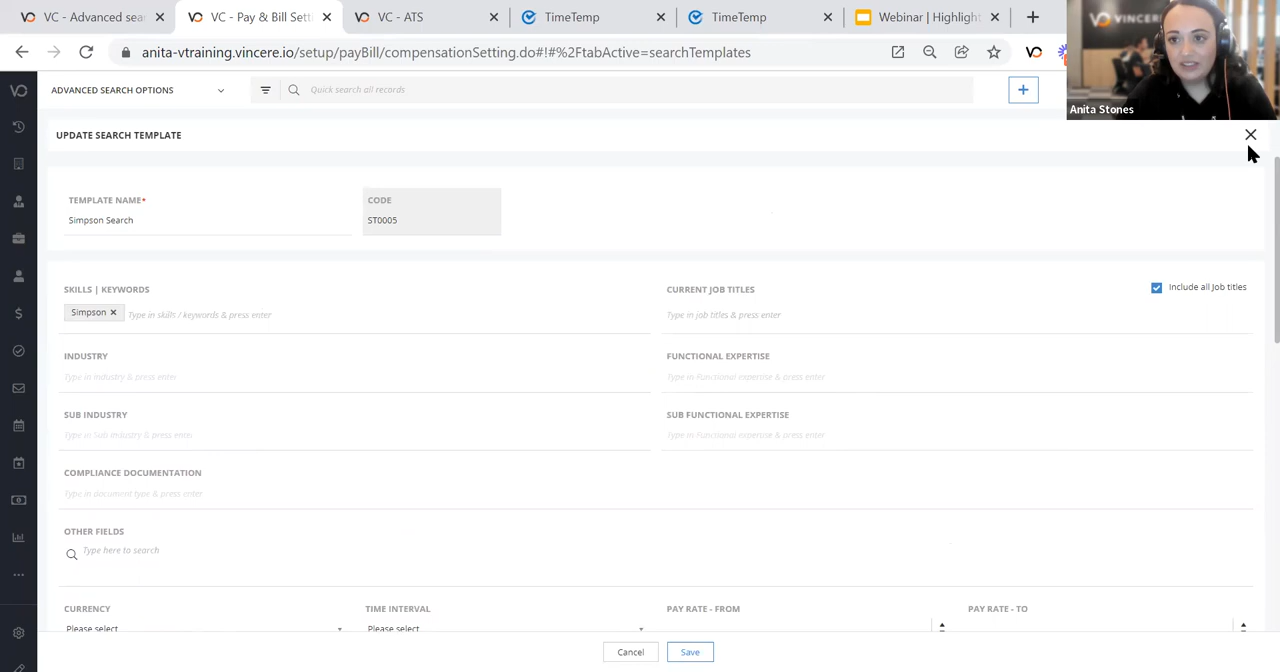 VC - Advanced sea
VC - Pay & Bill Setti
VC - ATS
TimeTemp
TimeTemp
Webinar | Highlight
anita-vtraining.vincere.io/setup/payBill/compensationSetting.do#!#%2FtabActive=searchTemplates
VINCERE
Anita Stones
ADVANCED SEARCH OPTIONS
Quick search all records
UPDATE SEARCH TEMPLATE
TEMPLATE NAME*
CODE
Simpson Search
ST0005
SKILLS | KEYWORDS
CURRENT JOB TITLES
Include all Job titles
Simpson
Type in skills / keywords & press enter
Type in job titles & press enter
INDUSTRY
FUNCTIONAL EXPERTISE
Type in Industry & press enter
Type in Functional expertise & press enter
SUB INDUSTRY
SUB FUNCTIONAL EXPERTISE
Type in Sub industry & press enter
Type in Functional expertise & press enter
COMPLIANCE DOCUMENTATION
Type in document type & press enter
OTHER FIELDS
Type here to search
CURRENCY
TIME INTERVAL
PAY RATE - FROM
PAY RATE - TO
Please select
Please select
Cancel
Save